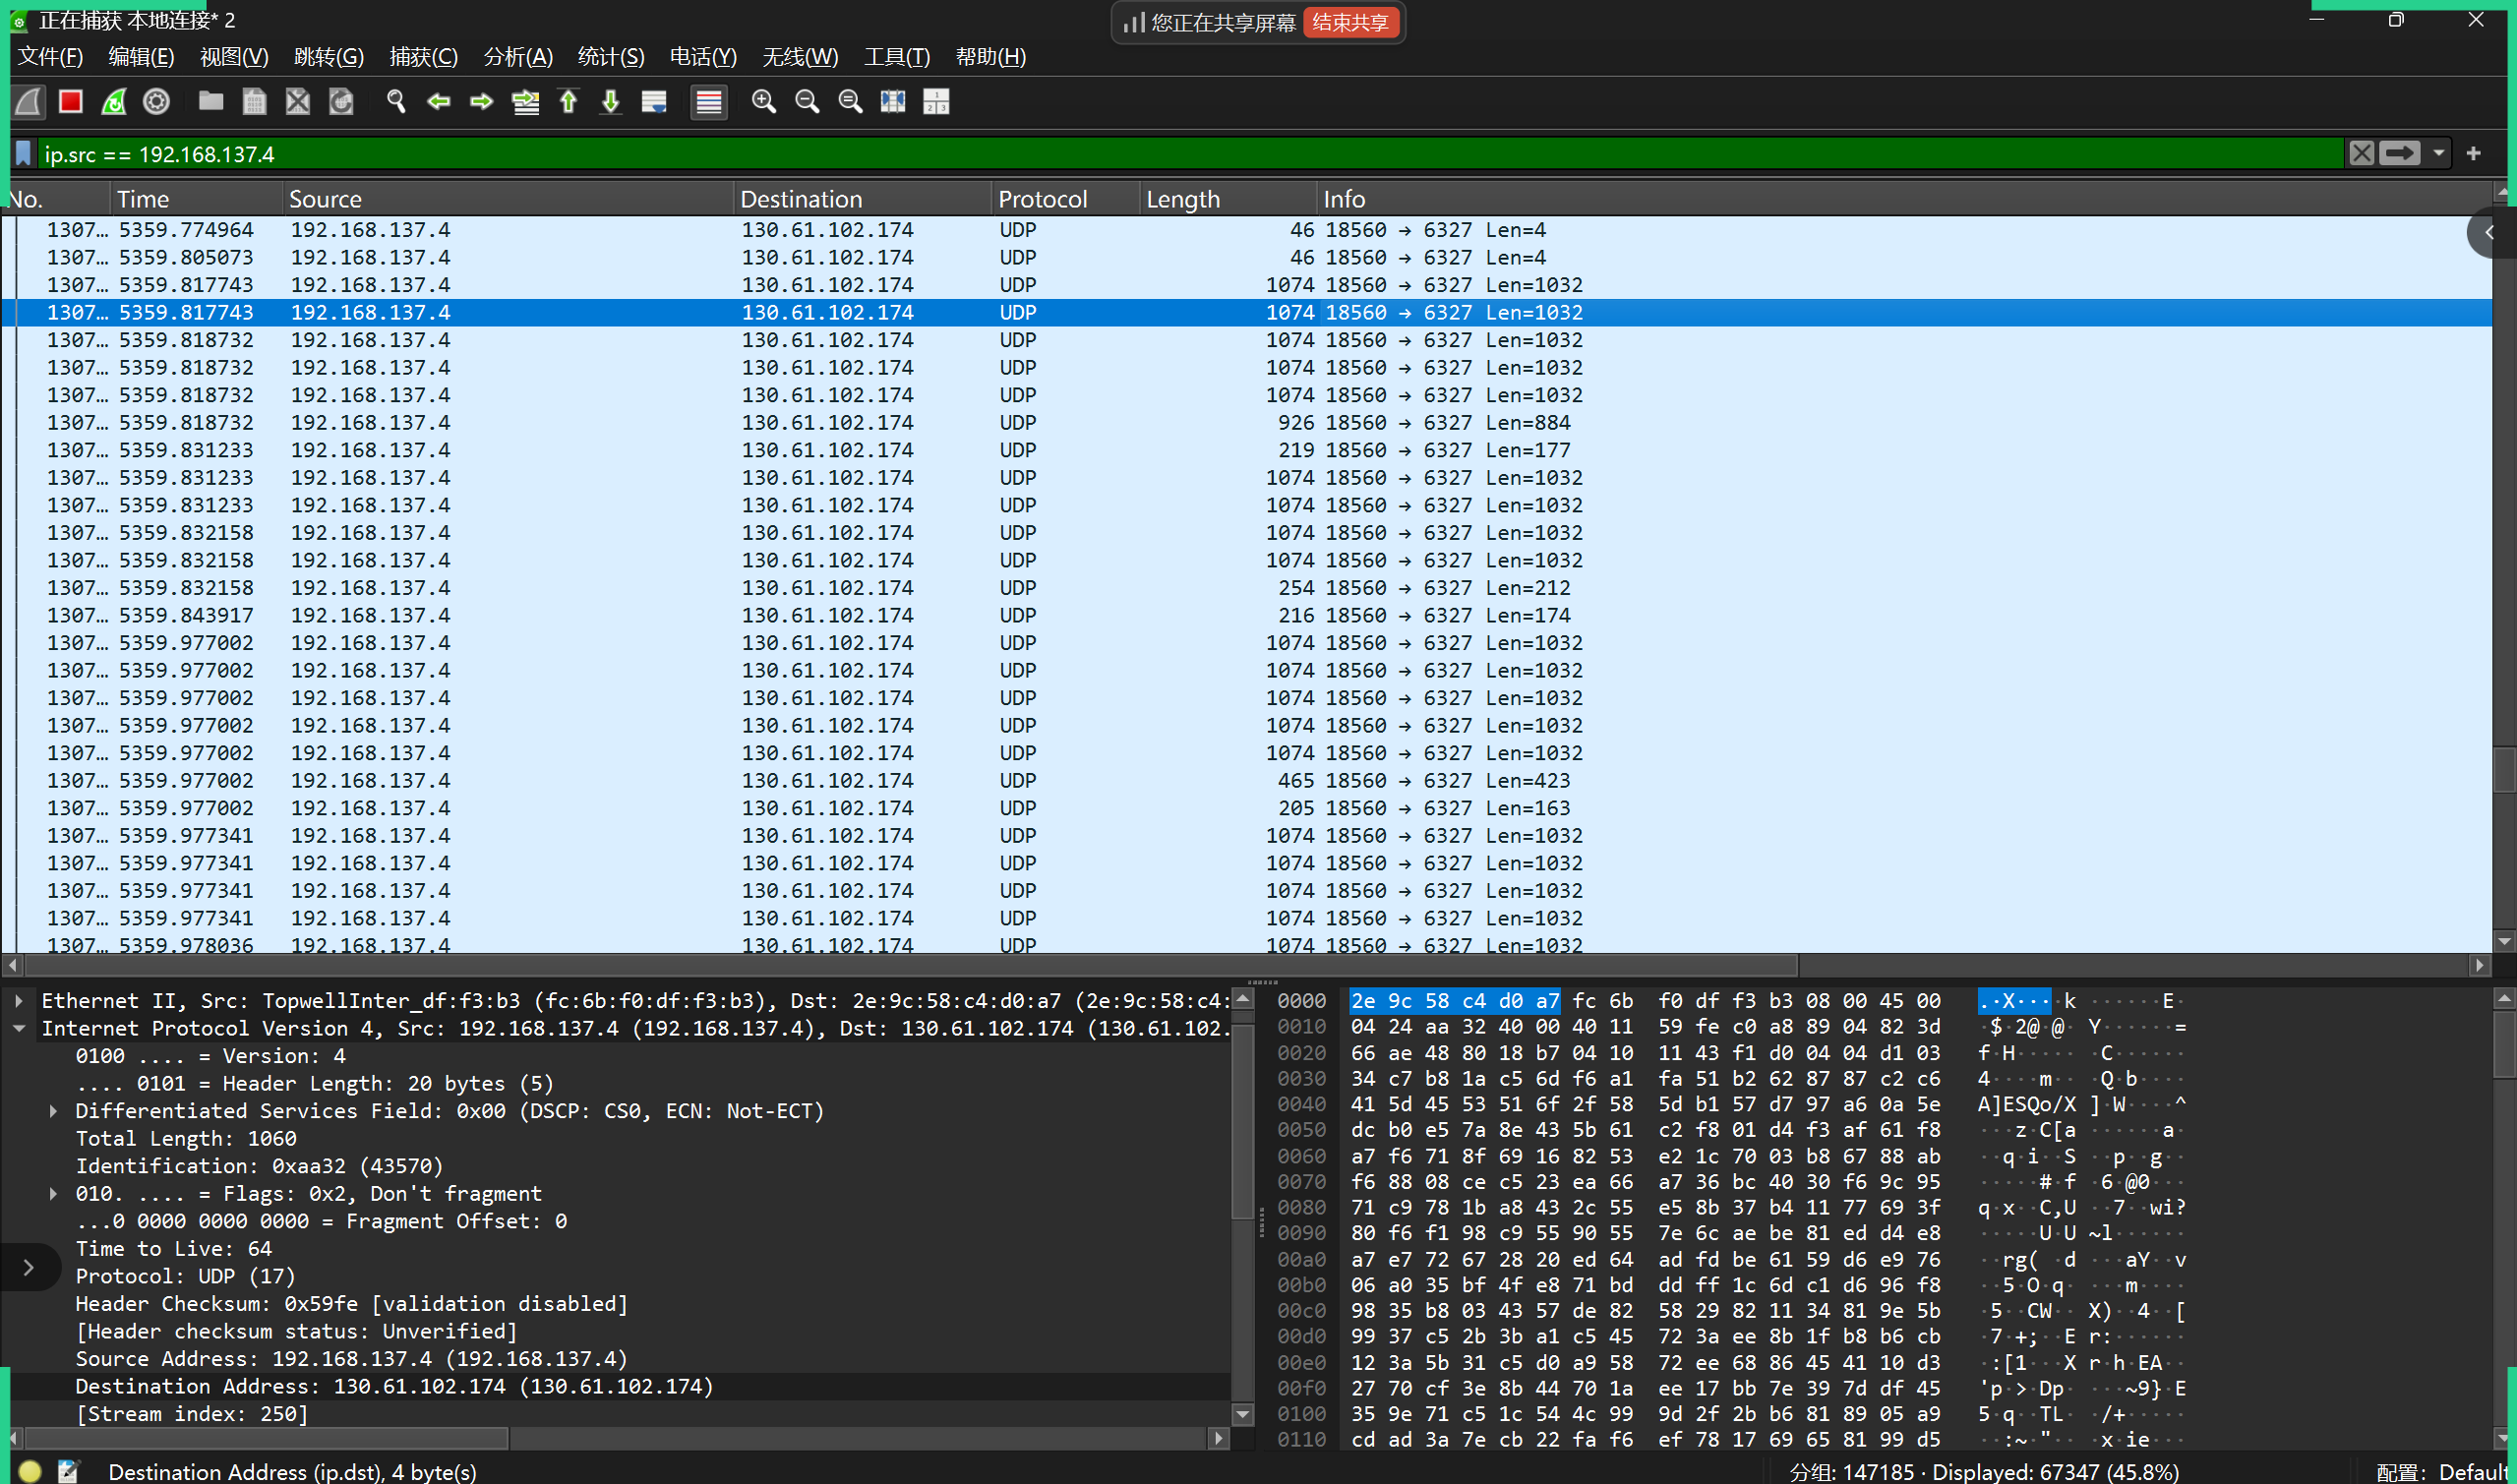 正在捕获 本地连接* 2
您正在共享屏幕 结束共享
文件(F) 编辑(E) 视图(V) 跳转(G) 捕获(C) 分析(A) 统计(S) 电话(Y) 无线(W) 工具(T) 帮助(H)
ip.src == 192.168.137.4
No. Time Source Destination Protocol Length Info
1307… 5359.774964 192.168.137.4 130.61.102.174 UDP 46 18560 → 6327 Len=4
1307… 5359.805073 192.168.137.4 130.61.102.174 UDP 46 18560 → 6327 Len=4
1307… 5359.817743 192.168.137.4 130.61.102.174 UDP 1074 18560 → 6327 Len=1032
1307… 5359.817743 192.168.137.4 130.61.102.174 UDP 1074 18560 → 6327 Len=1032
1307… 5359.818732 192.168.137.4 130.61.102.174 UDP 1074 18560 → 6327 Len=1032
1307… 5359.818732 192.168.137.4 130.61.102.174 UDP 1074 18560 → 6327 Len=1032
1307… 5359.818732 192.168.137.4 130.61.102.174 UDP 1074 18560 → 6327 Len=1032
1307… 5359.818732 192.168.137.4 130.61.102.174 UDP 926 18560 → 6327 Len=884
1307… 5359.831233 192.168.137.4 130.61.102.174 UDP 219 18560 → 6327 Len=177
1307… 5359.831233 192.168.137.4 130.61.102.174 UDP 1074 18560 → 6327 Len=1032
1307… 5359.831233 192.168.137.4 130.61.102.174 UDP 1074 18560 → 6327 Len=1032
1307… 5359.832158 192.168.137.4 130.61.102.174 UDP 1074 18560 → 6327 Len=1032
1307… 5359.832158 192.168.137.4 130.61.102.174 UDP 1074 18560 → 6327 Len=1032
1307… 5359.832158 192.168.137.4 130.61.102.174 UDP 254 18560 → 6327 Len=212
1307… 5359.843917 192.168.137.4 130.61.102.174 UDP 216 18560 → 6327 Len=174
1307… 5359.977002 192.168.137.4 130.61.102.174 UDP 1074 18560 → 6327 Len=1032
1307… 5359.977002 192.168.137.4 130.61.102.174 UDP 1074 18560 → 6327 Len=1032
1307… 5359.977002 192.168.137.4 130.61.102.174 UDP 1074 18560 → 6327 Len=1032
1307… 5359.977002 192.168.137.4 130.61.102.174 UDP 1074 18560 → 6327 Len=1032
1307… 5359.977002 192.168.137.4 130.61.102.174 UDP 1074 18560 → 6327 Len=1032
1307… 5359.977002 192.168.137.4 130.61.102.174 UDP 465 18560 → 6327 Len=423
1307… 5359.977002 192.168.137.4 130.61.102.174 UDP 205 18560 → 6327 Len=163
1307… 5359.977341 192.168.137.4 130.61.102.174 UDP 1074 18560 → 6327 Len=1032
1307… 5359.977341 192.168.137.4 130.61.102.174 UDP 1074 18560 → 6327 Len=1032
1307… 5359.977341 192.168.137.4 130.61.102.174 UDP 1074 18560 → 6327 Len=1032
1307… 5359.977341 192.168.137.4 130.61.102.174 UDP 1074 18560 → 6327 Len=1032
1307… 5359.978036 192.168.137.4 130.61.102.174 UDP 1074 18560 → 6327 Len=1032
Ethernet II, Src: TopwellInter_df:f3:b3 (fc:6b:f0:df:f3:b3), Dst: 2e:9c:58:c4:d0:a7 (2e:9c:58:c4:
Internet Protocol Version 4, Src: 192.168.137.4 (192.168.137.4), Dst: 130.61.102.174 (130.61.102.
0100 .... = Version: 4
.... 0101 = Header Length: 20 bytes (5)
Differentiated Services Field: 0x00 (DSCP: CS0, ECN: Not-ECT)
Total Length: 1060
Identification: 0xaa32 (43570)
010. .... = Flags: 0x2, Don't fragment
...0 0000 0000 0000 = Fragment Offset: 0
Time to Live: 64
Protocol: UDP (17)
Header Checksum: 0x59fe [validation disabled]
[Header checksum status: Unverified]
Source Address: 192.168.137.4 (192.168.137.4)
Destination Address: 130.61.102.174 (130.61.102.174)
[Stream index: 250]
0000 2e 9c 58 c4 d0 a7 fc 6b f0 df f3 b3 08 00 45 00 .·X····k ······E·
0010 04 24 aa 32 40 00 40 11 59 fe c0 a8 89 04 82 3d ·$·2@·@· Y······=
0020 66 ae 48 80 18 b7 04 10 11 43 f1 d0 04 04 d1 03 f·H····· ·C······
0030 34 c7 b8 1a c5 6d f6 a1 fa 51 b2 62 87 87 c2 c6 4····m·· ·Q·b····
0040 41 5d 45 53 51 6f 2f 58 5d b1 57 d7 97 a6 0a 5e A]ESQo/X ]·W····^
0050 dc b0 e5 7a 8e 43 5b 61 c2 f8 01 d4 f3 af 61 f8 ···z·C[a ······a·
0060 a7 f6 71 8f 69 16 82 53 e2 1c 70 03 b8 67 88 ab ··q·i··S ··p··g··
0070 f6 88 08 ce c5 23 ea 66 a7 36 bc 40 30 f6 9c 95 ·····#·f ·6·@0···
0080 71 c9 78 1b a8 43 2c 55 e5 8b 37 b4 11 77 69 3f q·x··C,U ··7··wi?
0090 80 f6 f1 98 c9 55 90 55 7e 6c ae be 81 ed d4 e8 ·····U·U ~l······
00a0 a7 e7 72 67 28 20 ed 64 ad fd be 61 59 d6 e9 76 ··rg( ·d ···aY··v
00b0 06 a0 35 bf 4f e8 71 bd dd ff 1c 6d c1 d6 96 f8 ··5·O·q· ···m····
00c0 98 35 b8 03 43 57 de 82 58 29 82 11 34 81 9e 5b ·5··CW·· X)··4··[
00d0 99 37 c5 2b 3b a1 c5 45 72 3a ee 8b 1f b8 b6 cb ·7·+;··E r:······
00e0 12 3a 5b 31 c5 d0 a9 58 72 ee 68 86 45 41 10 d3 ·:[1···X r·h·EA··
00f0 27 70 cf 3e 8b 44 70 1a ee 17 bb 7e 39 7d df 45 'p·>·Dp· ···~9}·E
0100 35 9e 71 c5 1c 54 4c 99 9d 2f 2b b6 81 89 05 a9 5·q··TL· ·/+·····
0110 cd ad 3a 7e cb 22 fa f6 ef 78 17 69 65 81 99 d5 ··:~·"·· ·x·ie···
Destination Address (ip.dst), 4 byte(s)
分组: 147185 · Displayed: 67347 (45.8%)
配置: Default